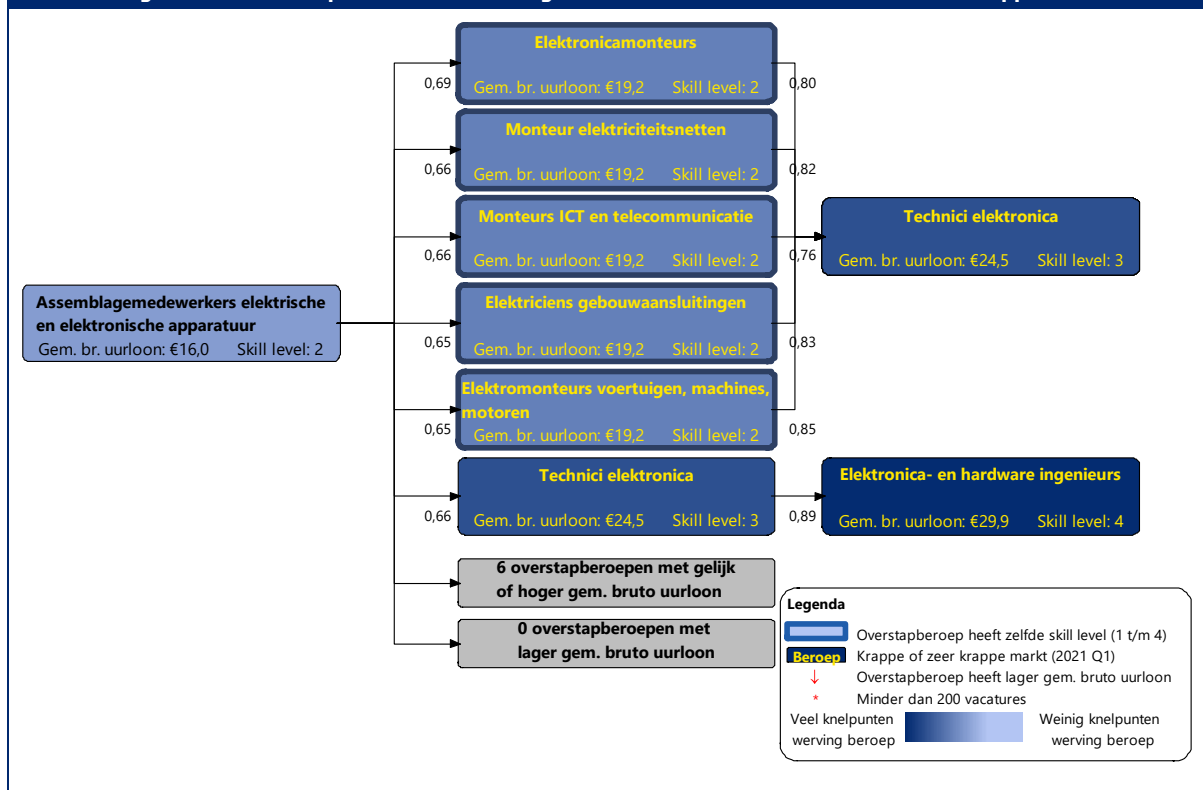 Elektronicamonteurs
Gem. br. uurloon: €19,2 Skill level: 2
0,69
0,80
Monteur elektriciteitsnetten
Gem. br. uurloon: €19,2 Skill level: 2
0,66
0,82
Monteurs ICT en telecommunicatie
Gem. br. uurloon: €19,2 Skill level: 2
0,66
0,76
Technici elektronica
Gem. br. uurloon: €24,5 Skill level: 3
Assemblagemedewerkers elektrische
en elektronische apparatuur
Gem. br. uurloon: €16,0 Skill level: 2
Elektriciens gebouwaansluitingen
Gem. br. uurloon: €19,2 Skill level: 2
0,65
0,83
Elektromonteurs voertuigen, machines,
motoren
Gem. br. uurloon: €19,2 Skill level: 2
0,65
0,85
Technici elektronica
Gem. br. uurloon: €24,5 Skill level: 3
0,66
0,89
Elektronica- en hardware ingenieurs
Gem. br. uurloon: €29,9 Skill level: 4
6 overstapberoepen met gelijk
of hoger gem. bruto uurloon
0 overstapberoepen met
lager gem. bruto uurloon
Legenda
Overstapberoep heeft zelfde skill level (1 t/m 4)
Beroep Krappe of zeer krappe markt (2021 Q1)
↓ Overstapberoep heeft lager gem. bruto uurloon
* Minder dan 200 vacatures
Veel knelpunten
werving beroep
Weinig knelpunten
werving beroep